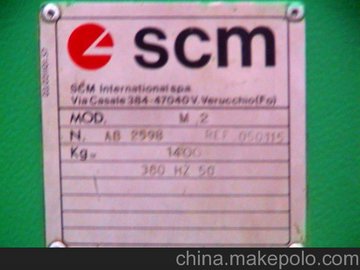 scm
SCM International spa
Via Casale 384-47040 V. Verucchio(Fo)
MOD. M 2
N. AB 2598 REF 050115
Kg. 1400
380 HZ 50
china.makepolo.com